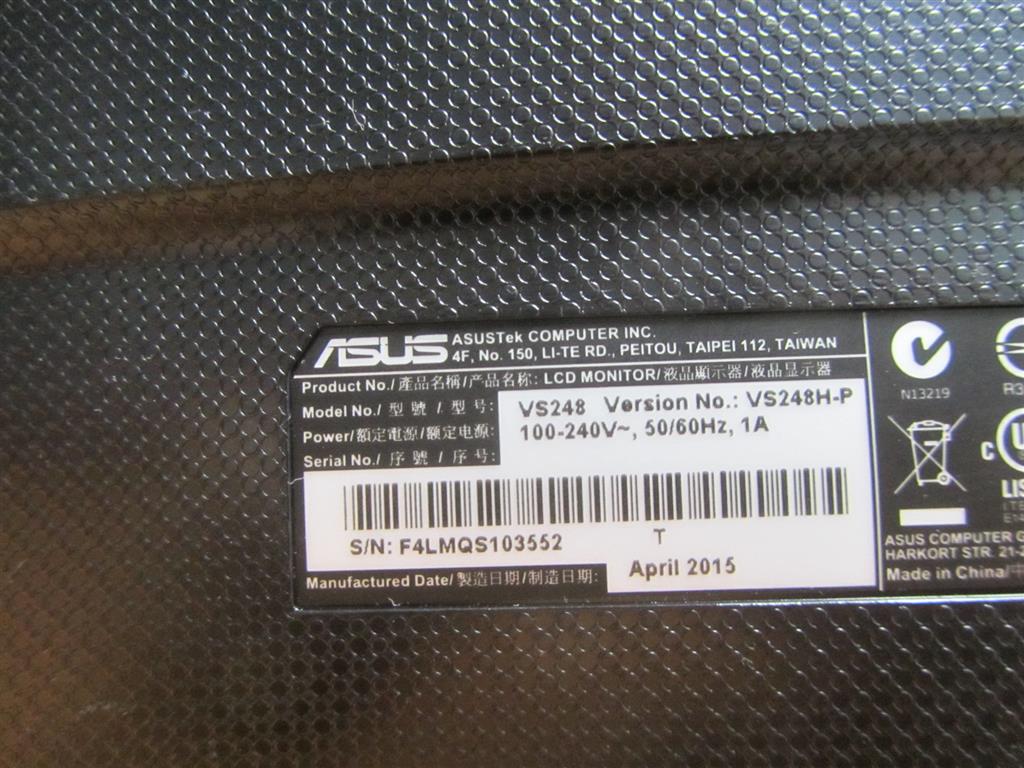 ASUS ASUSTek COMPUTER INC.
4F, No. 150, LI-TE RD., PEITOU, TAIPEI 112, TAIWAN
Product No./產品名稱/产品名称: LCD MONITOR/液晶顯示器/液晶显示器
Model No./ 型 號 / 型 号: VS248 Version No.: VS248H-P
Power/額定電源/额定电源: 100-240V~, 50/60Hz, 1A
Serial No./ 序 號 / 序 号:
S/N: F4LMQS103552
T
Manufactured Date/製造日期/制造日期: April 2015
N13219
R3
C UL
LIS
ASUS COMPUTER G
HARKORT STR. 21-2
Made in China/中